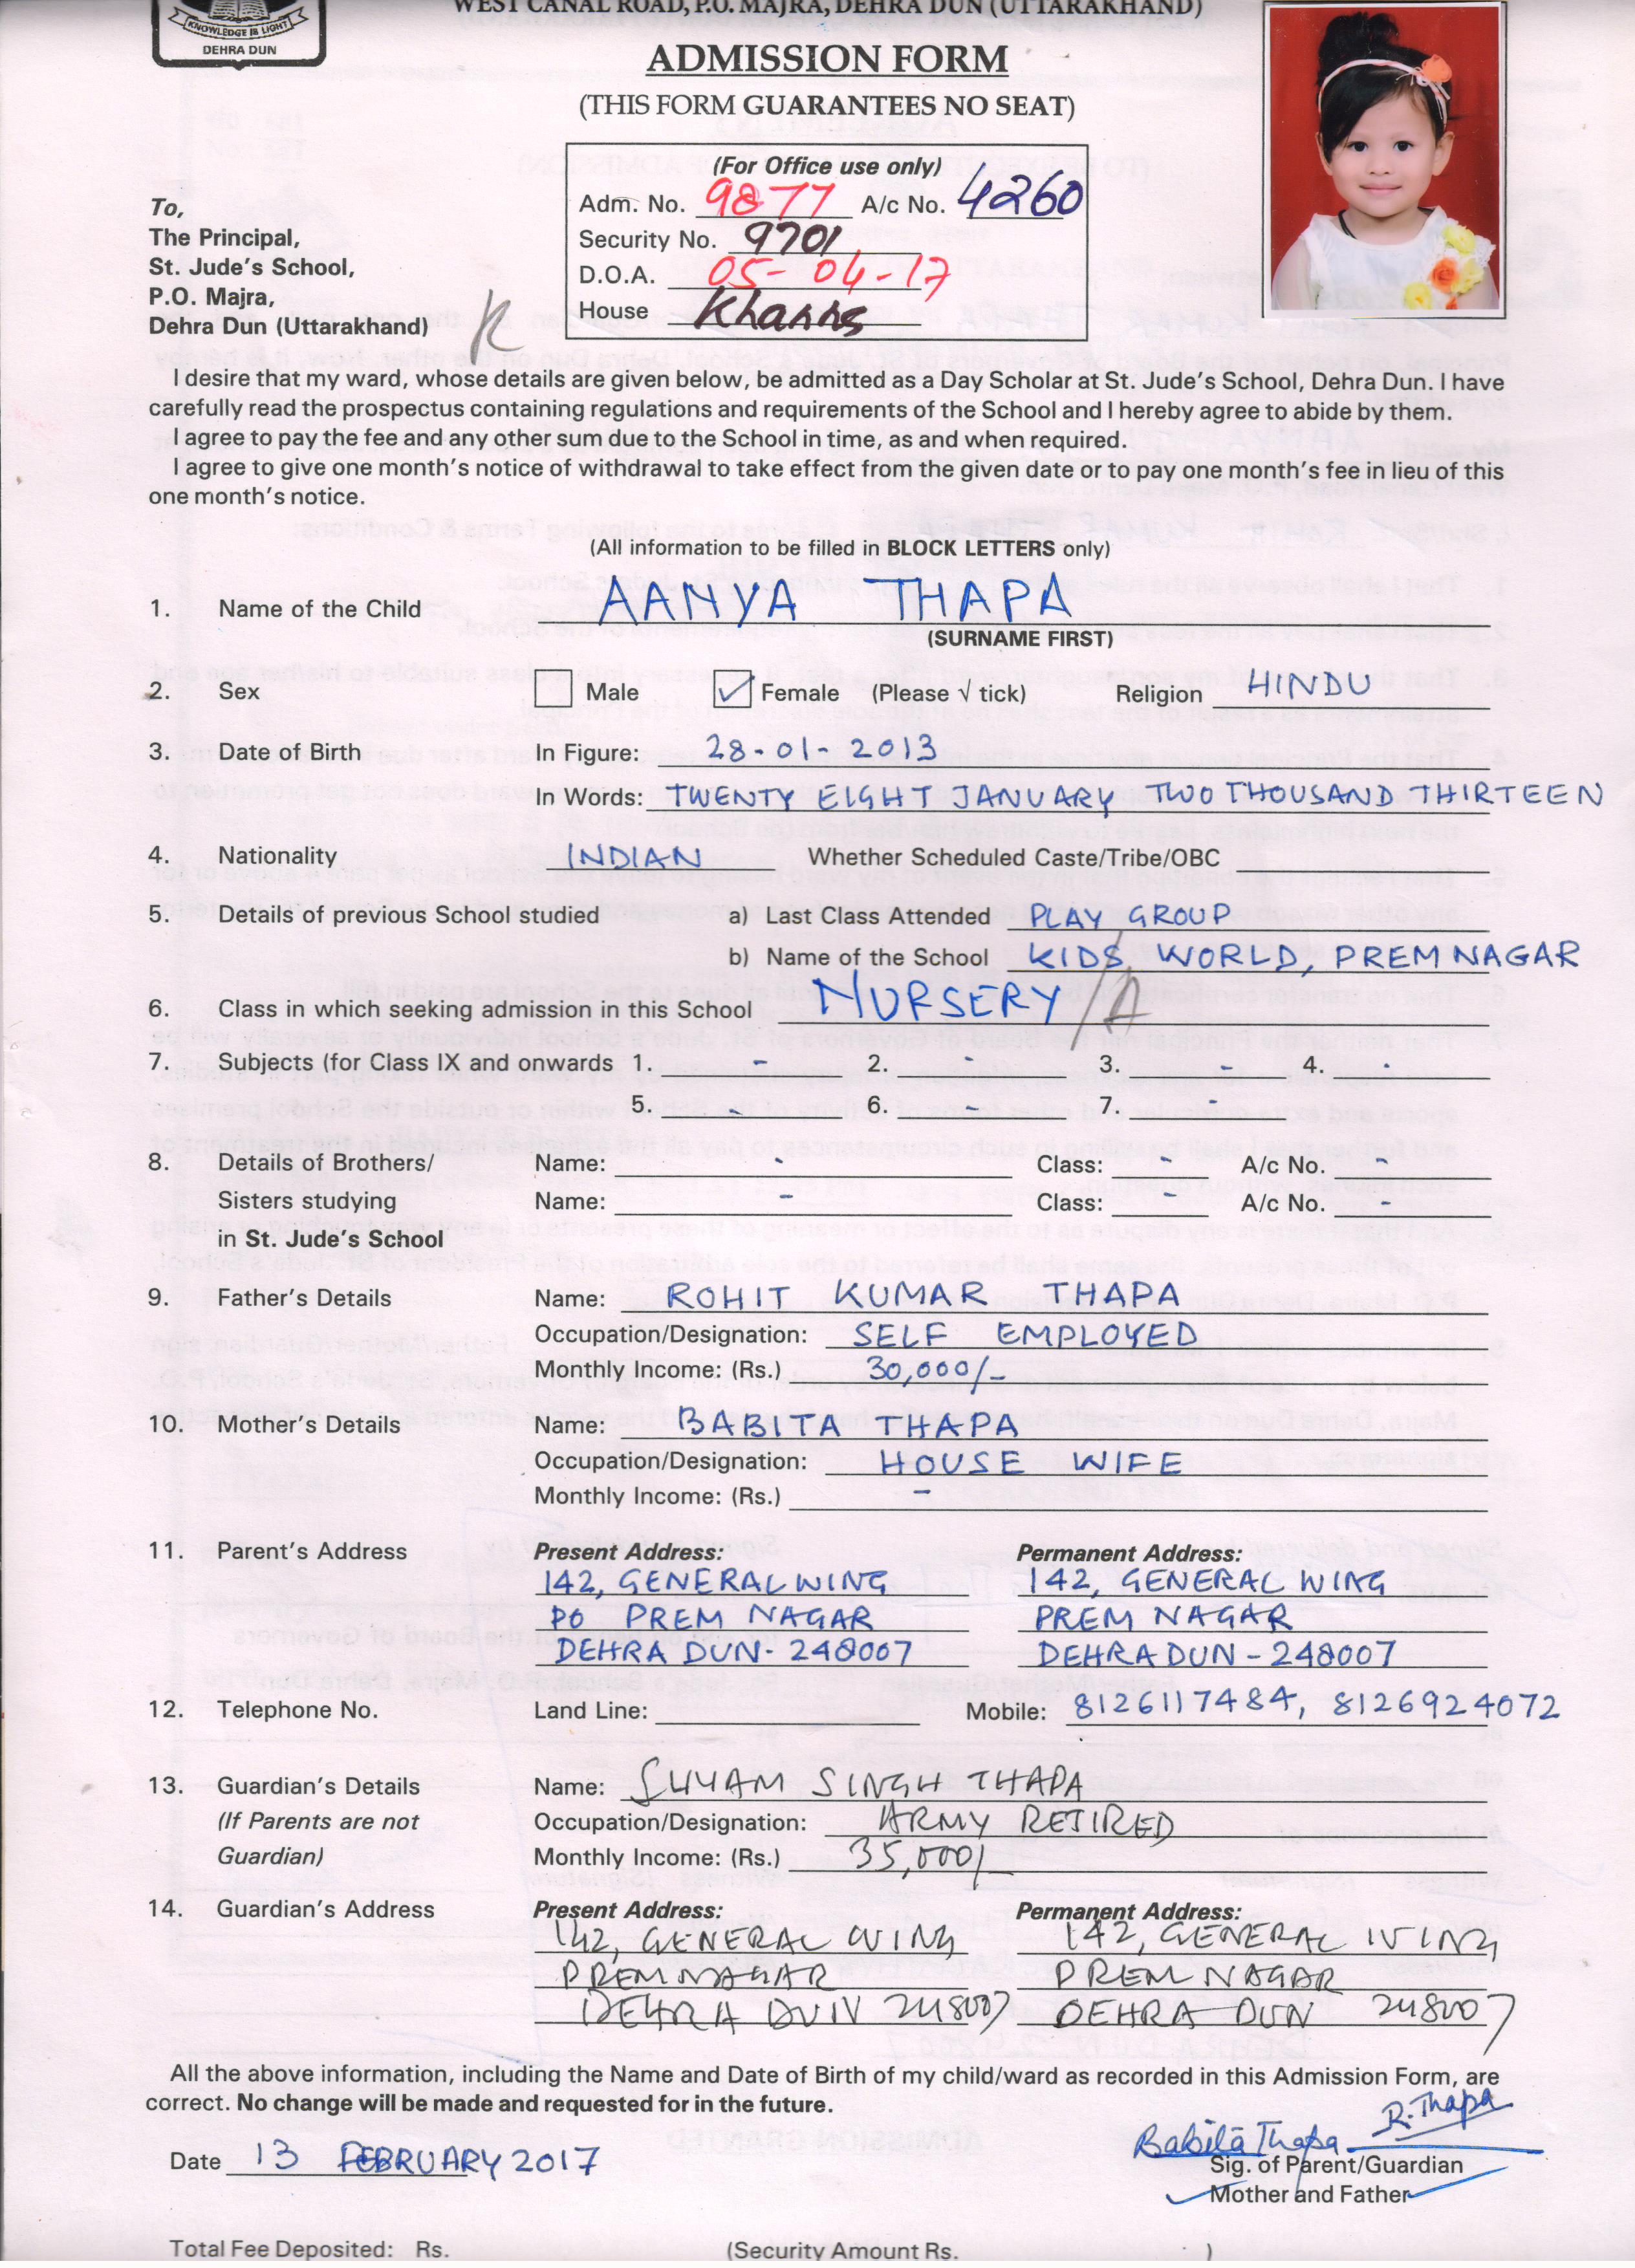 WEST CANAL ROAD, P.O. MAJRA, DEHRA DUN (UTTARAKHAND)
KNOWLEDGE IS LIGHT
DEHRA DUN
ADMISSION FORM
(THIS FORM GUARANTEES NO SEAT)
(For Office use only)
Adm. No. 9877 A/c No. 4260
Security No. 9701
D.O.A. 05-04-17
House Khanna
To,
The Principal,
St. Jude's School,
P.O. Majra,
Dehra Dun (Uttarakhand)
K
I desire that my ward, whose details are given below, be admitted as a Day Scholar at St. Jude's School, Dehra Dun. I have
carefully read the prospectus containing regulations and requirements of the School and I hereby agree to abide by them.
I agree to pay the fee and any other sum due to the School in time, as and when required.
I agree to give one month's notice of withdrawal to take effect from the given date or to pay one month's fee in lieu of this
one month's notice.
(All information to be filled in BLOCK LETTERS only)
1. Name of the Child AANYA THAPA
(SURNAME FIRST)
2. Sex Male ✓ Female (Please √ tick) Religion HINDU
3. Date of Birth In Figure: 28-01-2013
In Words: TWENTY EIGHT JANUARY TWO THOUSAND THIRTEEN
4. Nationality INDIAN Whether Scheduled Caste/Tribe/OBC
5. Details of previous School studied a) Last Class Attended PLAY GROUP
b) Name of the School KIDS WORLD, PREM NAGAR
6. Class in which seeking admission in this School NURSERY /A
7. Subjects (for Class IX and onwards 1. - 2. - 3. - 4. -
5. - 6. - 7. -
8. Details of Brothers/ Name: - Class: - A/c No. -
Sisters studying Name: - Class: - A/c No. -
in St. Jude's School
9. Father's Details Name: ROHIT KUMAR THAPA
Occupation/Designation: SELF EMPLOYED
Monthly Income: (Rs.) 30,000/-
10. Mother's Details Name: BABITA THAPA
Occupation/Designation: HOUSE WIFE
Monthly Income: (Rs.) -
11. Parent's Address Present Address: Permanent Address:
142, GENERAL WING 142, GENERAL WING
PO PREM NAGAR PREM NAGAR
DEHRA DUN- 248007 DEHRA DUN - 248007
12. Telephone No. Land Line: Mobile: 8126117484, 8126924072
13. Guardian's Details Name: SHYAM SINGH THAPA
(If Parents are not Occupation/Designation: ARMY RETIRED
Guardian) Monthly Income: (Rs.) 35,000/
14. Guardian's Address Present Address: Permanent Address:
142, GENERAL WING 142, GENERAL WING
PREM NAGAR PREM NAGAR
DEHRA DUN 248007 DEHRA DUN 248007
All the above information, including the Name and Date of Birth of my child/ward as recorded in this Admission Form, are
correct. No change will be made and requested for in the future.
Babita Thapa R. Thapa
Date 13 FEBRUARY 2017 Sig. of Parent/Guardian
Mother and Father
Total Fee Deposited: Rs. (Security Amount Rs. )